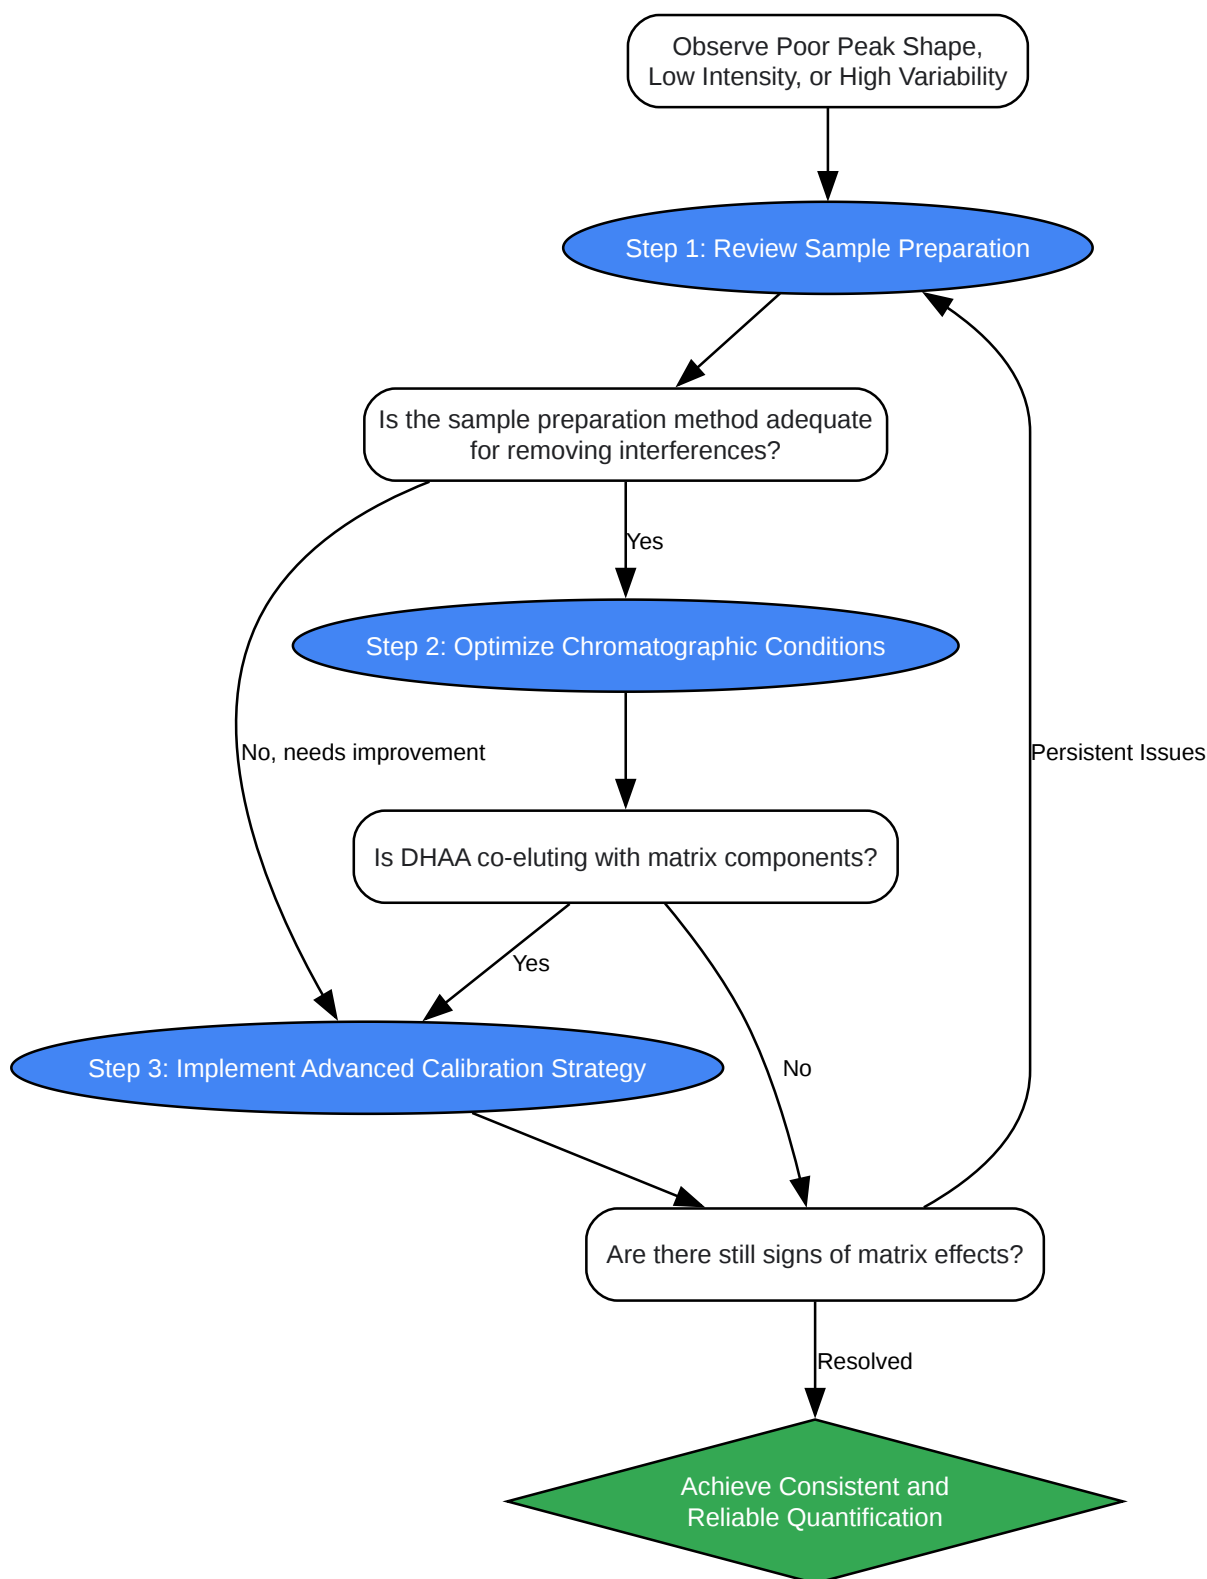 Observe Poor Peak Shape,
Low Intensity, or High Variability
Step 1: Review Sample Preparation
Is the sample preparation method adequate
for removing interferences?
Yes
Step 2: Optimize Chromatographic Conditions
No, needs improvement
Persistent Issues
Is DHAA co-eluting with matrix components?
Yes
Step 3: Implement Advanced Calibration Strategy
No
Are there still signs of matrix effects?
Resolved
Achieve Consistent and
Reliable Quantification